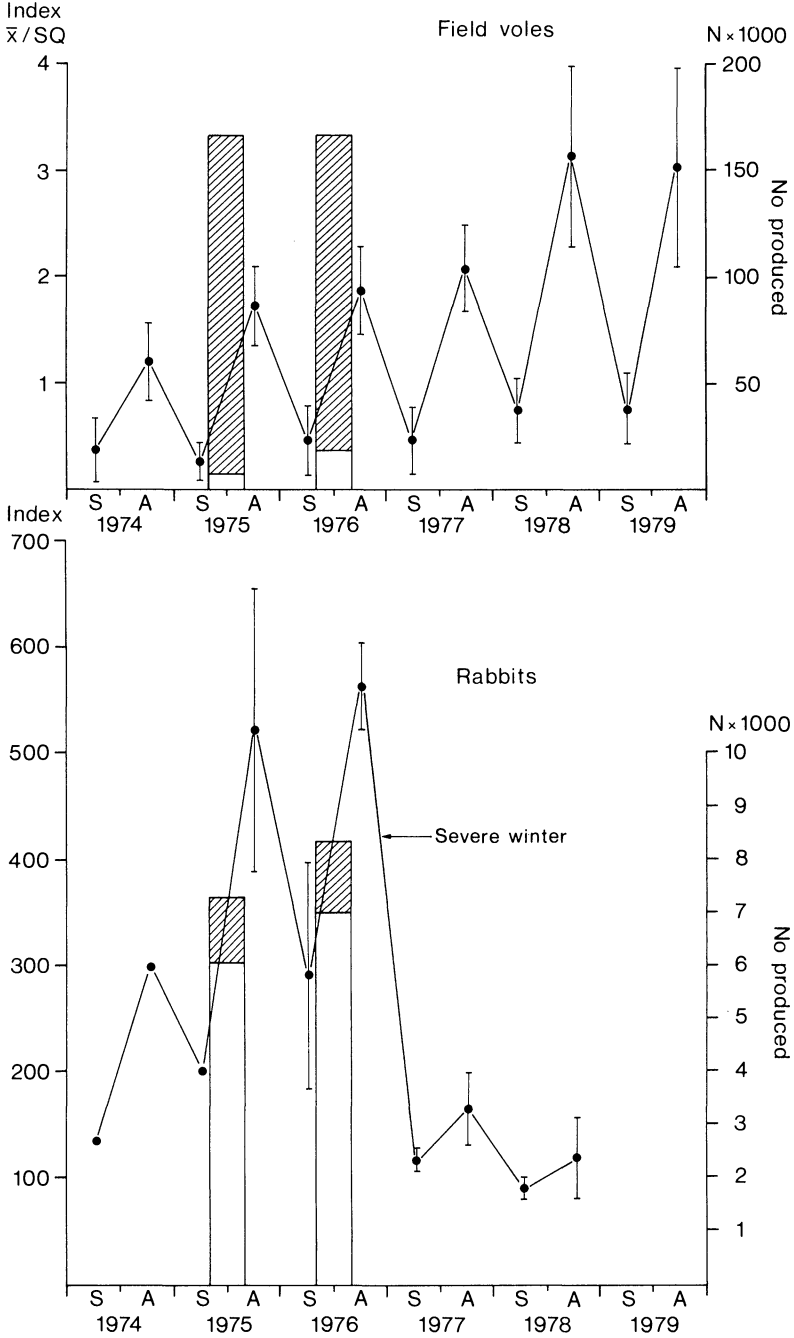 Index
x̄/SQ
Field voles
N×1000
4
3
2
1
200
150
100
50
No produced
S A S A S A S A S A S A
1974 1975 1976 1977 1978 1979
Index
700
600
500
400
300
200
100
Rabbits
Severe winter
N×1000
10
9
8
7
6
5
4
3
2
1
No produced
S A S A S A S A S A S A
1974 1975 1976 1977 1978 1979